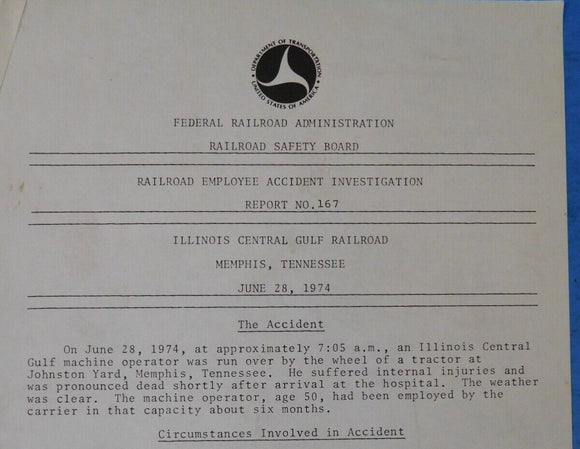 DEPARTMENT OF TRANSPORTATION
UNITED STATES OF AMERICA
FEDERAL RAILROAD ADMINISTRATION
RAILROAD SAFETY BOARD
RAILROAD EMPLOYEE ACCIDENT INVESTIGATION
REPORT NO.167
ILLINOIS CENTRAL GULF RAILROAD
MEMPHIS, TENNESSEE
JUNE 28, 1974
The Accident
On June 28, 1974, at approximately 7:05 a.m., an Illinois Central
Gulf machine operator was run over by the wheel of a tractor at
Johnston Yard, Memphis, Tennessee. He suffered internal injuries and
was pronounced dead shortly after arrival at the hospital. The weather
was clear. The machine operator, age 50, had been employed by the
carrier in that capacity about six months.
Circumstances Involved in Accident